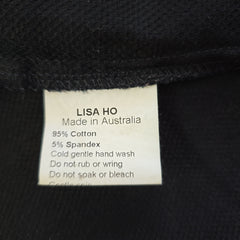 LISA HO
Made in Australia
95% Cotton
5% Spandex
Cold gentle hand wash
Do not rub or wring
Do not soak or bleach